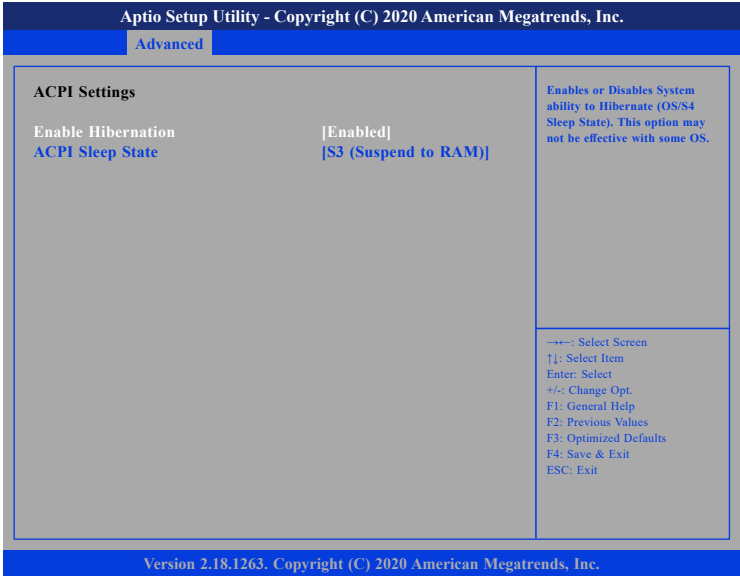 Aptio Setup Utility - Copyright (C) 2020 American Megatrends, Inc.
Advanced
ACPI Settings
Enable Hibernation [Enabled]
ACPI Sleep State [S3 (Suspend to RAM)]
Enables or Disables System
ability to Hibernate (OS/S4
Sleep State). This option may
not be effective with some OS.
→←: Select Screen
↑↓: Select Item
Enter: Select
+/-: Change Opt.
F1: General Help
F2: Previous Values
F3: Optimized Defaults
F4: Save & Exit
ESC: Exit
Version 2.18.1263. Copyright (C) 2020 American Megatrends, Inc.